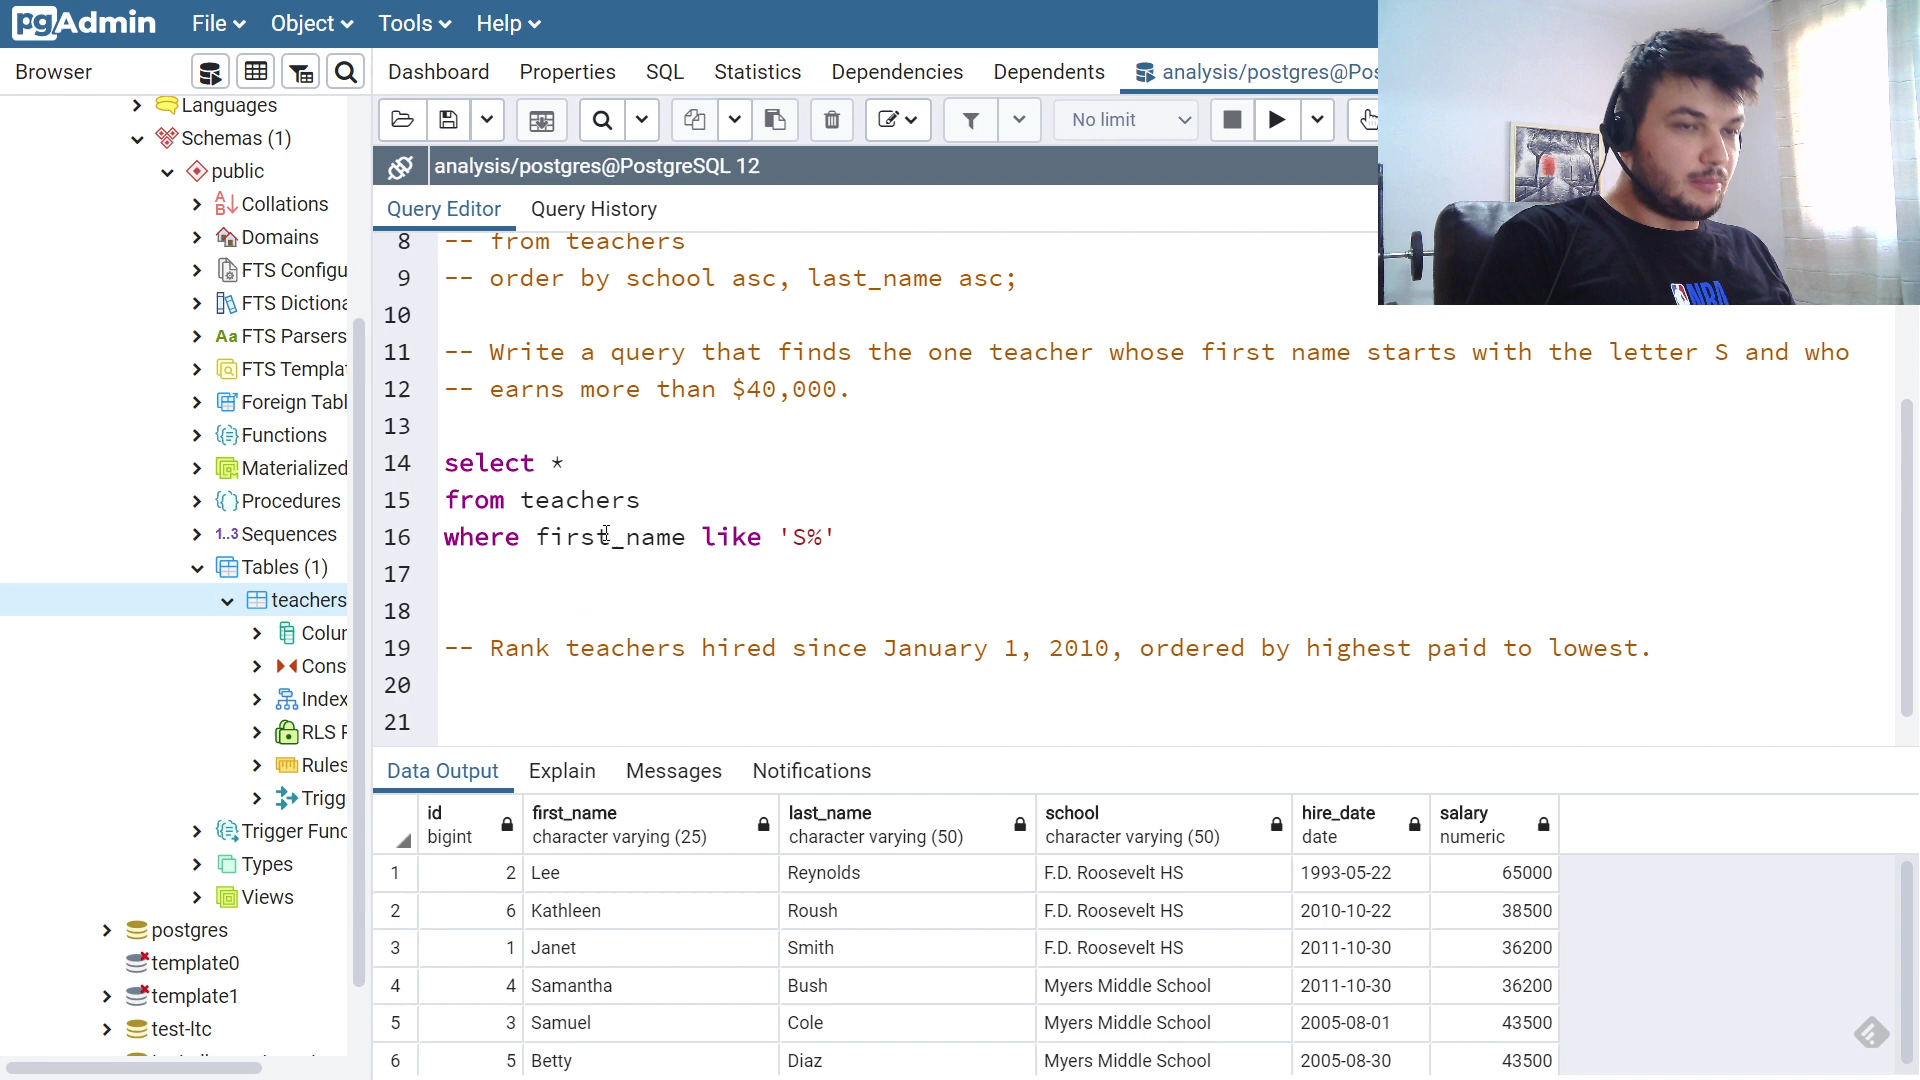 pgAdmin File Object Tools Help
Browser
Dashboard Properties SQL Statistics Dependencies Dependents analysis/postgres@Pos
No limit
analysis/postgres@PostgreSQL 12
Query Editor Query History
Languages
Schemas (1)
public
Collations
Domains
FTS Configu
FTS Dictiona
Aa FTS Parsers
FTS Templat
Foreign Tabl
Functions
Materialized
Procedures
1..3 Sequences
Tables (1)
teachers
Colur
Cons
Index
RLS P
Rules
Trigg
Trigger Func
Types
Views
postgres
template0
template1
test-ltc
8 -- from teachers
9 -- order by school asc, last_name asc;
10
11 -- Write a query that finds the one teacher whose first name starts with the letter S and who
12 -- earns more than $40,000.
13
14 select *
15 from teachers
16 where first_name like 'S%'
17
18
19 -- Rank teachers hired since January 1, 2010, ordered by highest paid to lowest.
20
21
Data Output Explain Messages Notifications
id first_name last_name school hire_date salary
bigint character varying (25) character varying (50) character varying (50) date numeric
1 2 Lee Reynolds F.D. Roosevelt HS 1993-05-22 65000
2 6 Kathleen Roush F.D. Roosevelt HS 2010-10-22 38500
3 1 Janet Smith F.D. Roosevelt HS 2011-10-30 36200
4 4 Samantha Bush Myers Middle School 2011-10-30 36200
5 3 Samuel Cole Myers Middle School 2005-08-01 43500
6 5 Betty Diaz Myers Middle School 2005-08-30 43500
NBA